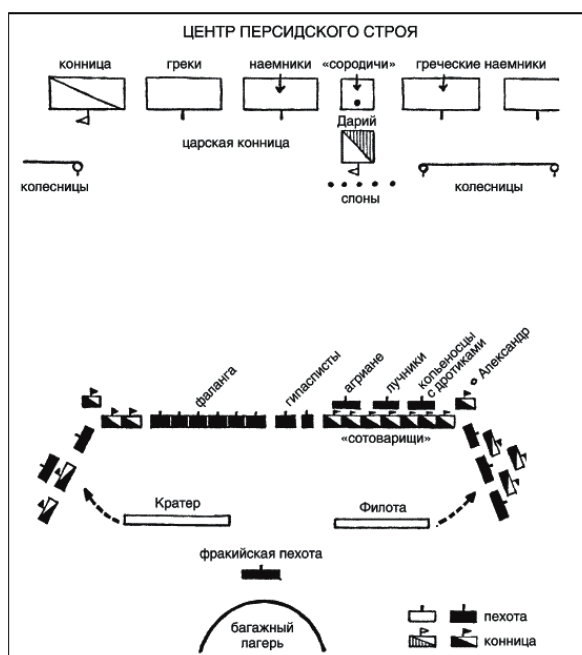 ЦЕНТР ПЕРСИДСКОГО СТРОЯ
конница
греки
наемники
«сородичи»
греческие наемники
Дарий
царская конница
колесницы
слоны
колесницы
фаланга
гипасписты
агриане
лучники
копьеносцы
с дротиками
Александр
«сотоварищи»
Кратер
Филота
фракийская пехота
багажный
лагерь
пехота
конница